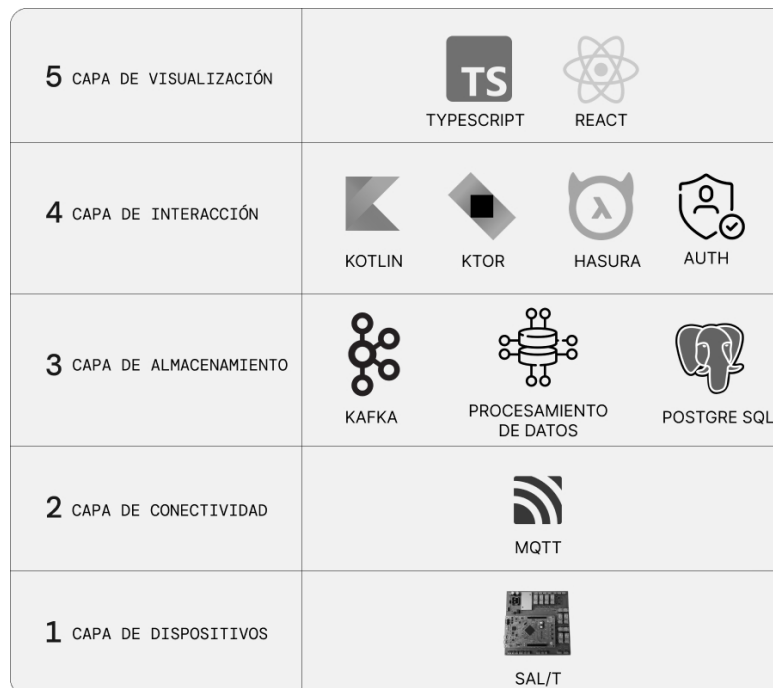 5 CAPA DE VISUALIZACIÓN
TS
TYPESCRIPT
REACT
4 CAPA DE INTERACCIÓN
KOTLIN
KTOR
HASURA
AUTH
3 CAPA DE ALMACENAMIENTO
KAFKA
PROCESAMIENTO
DE DATOS
POSTGRE SQL
2 CAPA DE CONECTIVIDAD
MQTT
1 CAPA DE DISPOSITIVOS
SAL/T